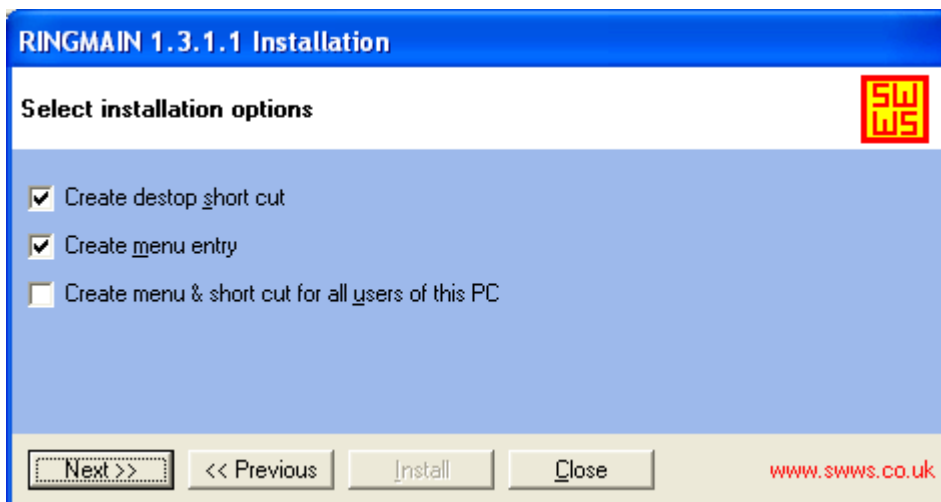 RINGMAIN 1.3.1.1 Installation
Select installation options
SW
WS
Create destop short cut
Create menu entry
Create menu & short cut for all users of this PC
Next >> << Previous Install Close www.swws.co.uk